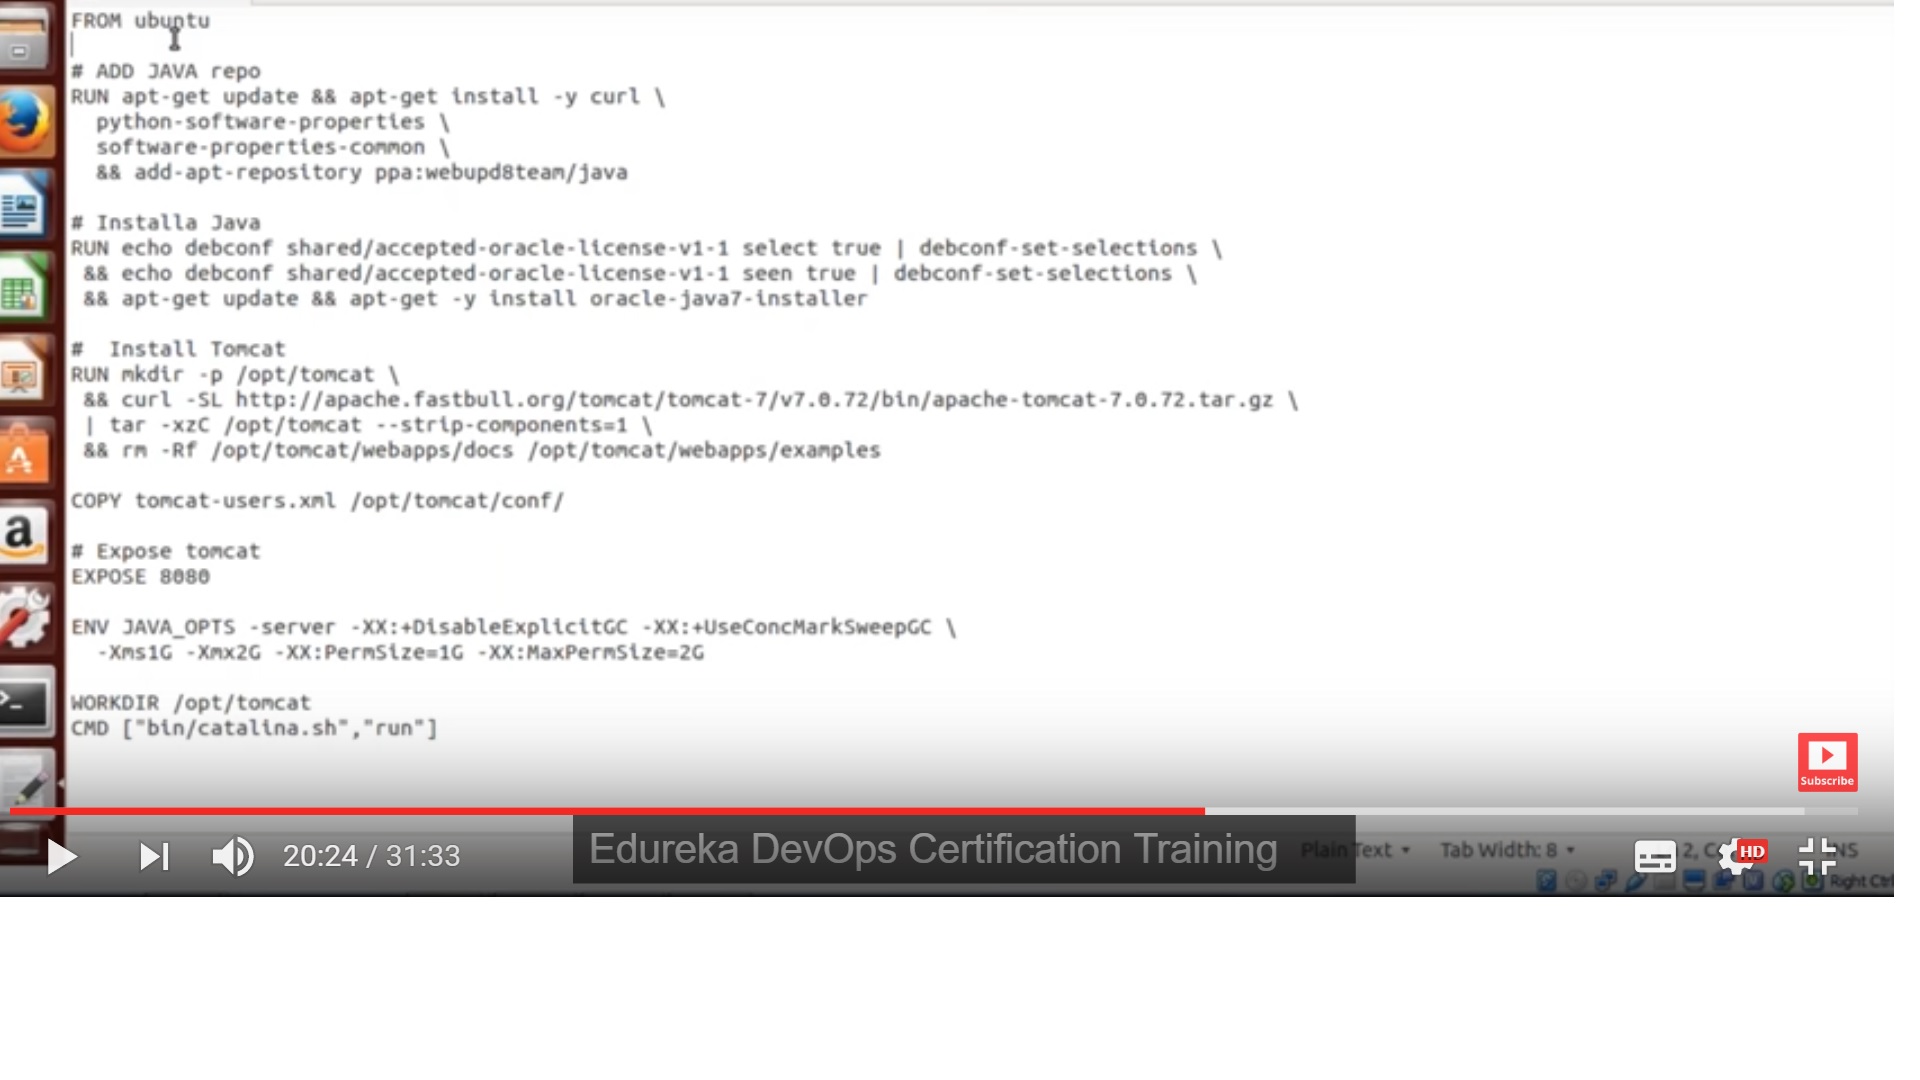 FROM ubuntu
# ADD JAVA repo
RUN apt-get update && apt-get install -y curl \
python-software-properties \
software-properties-common \
&& add-apt-repository ppa:webupd8team/java
# Installa Java
RUN echo debconf shared/accepted-oracle-license-v1-1 select true | debconf-set-selections \
&& echo debconf shared/accepted-oracle-license-v1-1 seen true | debconf-set-selections \
&& apt-get update && apt-get -y install oracle-java7-installer
#  Install Tomcat
RUN mkdir -p /opt/tomcat \
&& curl -SL http://apache.fastbull.org/tomcat/tomcat-7/v7.0.72/bin/apache-tomcat-7.0.72.tar.gz \
| tar -xzC /opt/tomcat --strip-components=1 \
&& rm -Rf /opt/tomcat/webapps/docs /opt/tomcat/webapps/examples
COPY tomcat-users.xml /opt/tomcat/conf/
# Expose tomcat
EXPOSE 8080
ENV JAVA_OPTS -server -XX:+DisableExplicitGC -XX:+UseConcMarkSweepGC \
-Xms1G -Xmx2G -XX:PermSize=1G -XX:MaxPermSize=2G
WORKDIR /opt/tomcat
CMD ["bin/catalina.sh","run"]
Subscribe
20:24 / 31:33
Edureka DevOps Certification Training
Plain Text
Tab Width: 8
HD
Right Ctrl